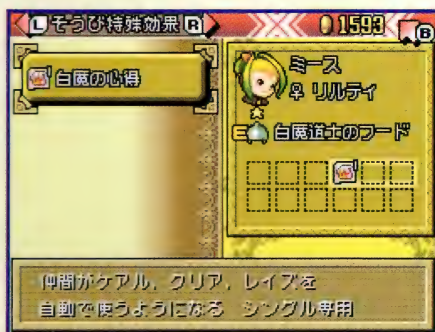 L そうび特殊効果 R
1593
B
白魔の心得
ミース
♀ リルティ
E 白魔道士のフード
仲間がケアル、クリア、レイズを
自動で使うようになる シングル専用